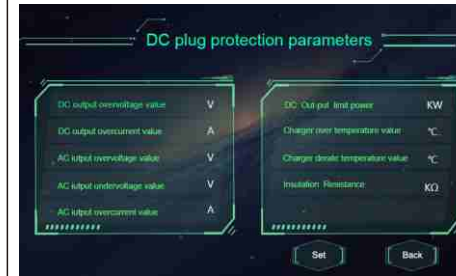 DC plug protection parameters
DC output overvoltage value V
DC output overcurrent value A
AC iutput overvoltage value V
AC iutput undervoltage value V
AC iutput overcurrent value A
DC Out-put limit power KW
Charger over temperature value ℃
Charger derate temperature value ℃
Insulation Resistance KΩ
Set
Back